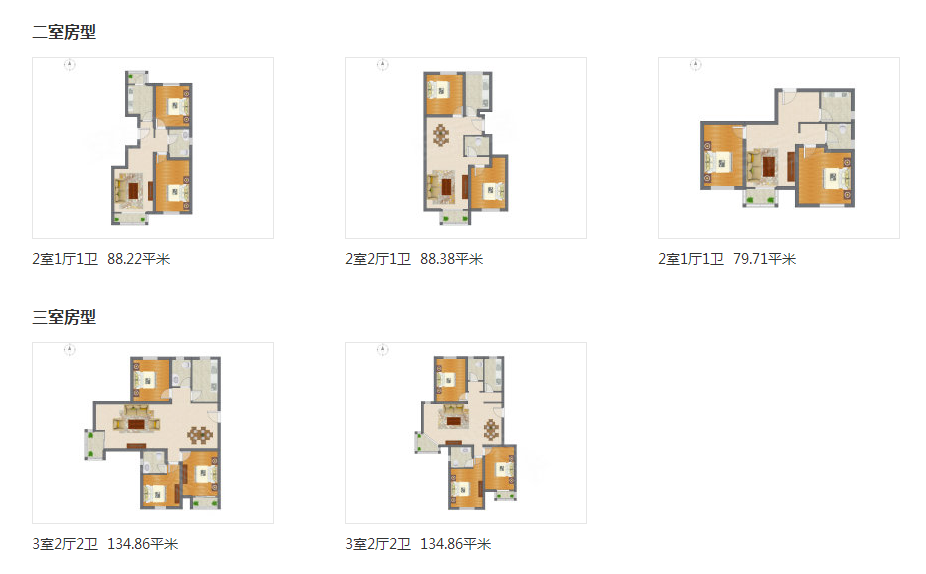 二室房型
2室1厅1卫 88.22平米
2室2厅1卫 88.38平米
2室1厅1卫 79.71平米
三室房型
3室2厅2卫 134.86平米
3室2厅2卫 134.86平米